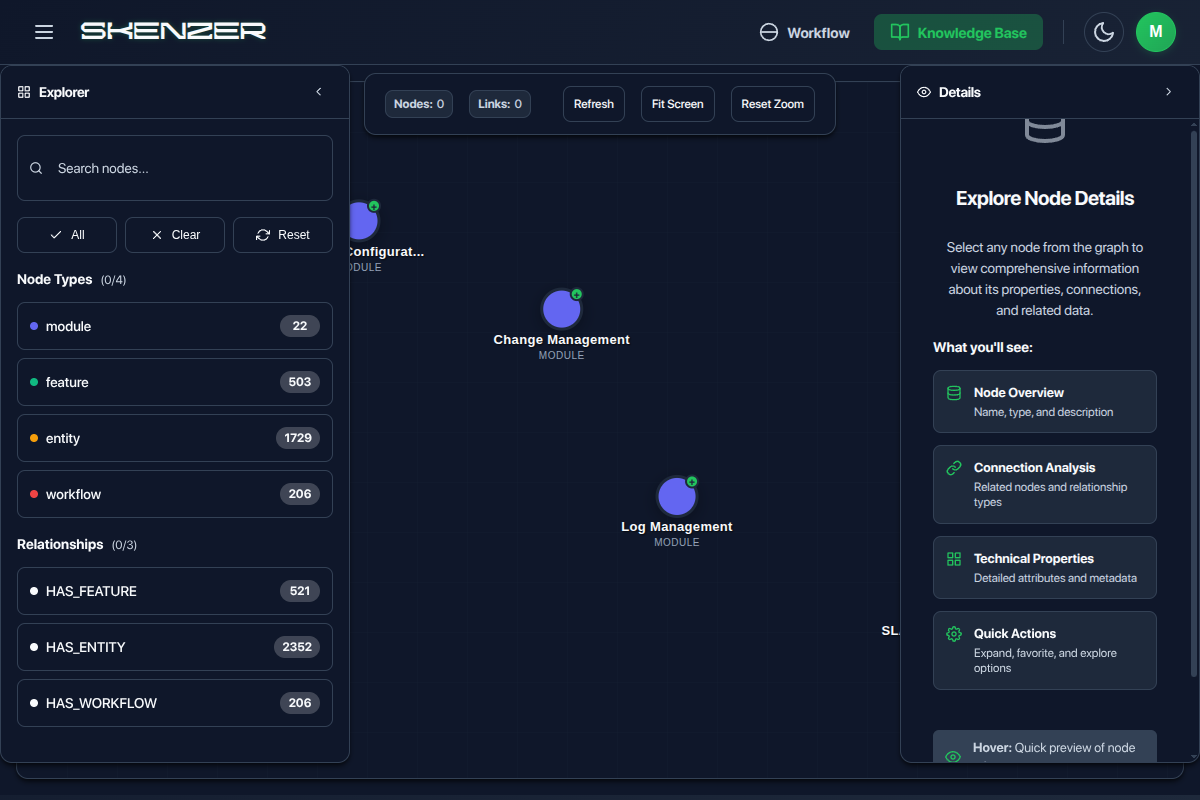 SKENZER
Workflow
Knowledge Base
M
Explorer
Search nodes...
All
Clear
Reset
Node Types (0/4)
module 22
feature 503
entity 1729
workflow 206
Relationships (0/3)
HAS_FEATURE 521
HAS_ENTITY 2352
HAS_WORKFLOW 206
Nodes: 0
Links: 0
Refresh
Fit Screen
Reset Zoom
Configurat...
ODULE
Change Management
MODULE
Log Management
MODULE
SL
Details
Explore Node Details
Select any node from the graph to
view comprehensive information
about its properties, connections,
and related data.
What you'll see:
Node Overview
Name, type, and description
Connection Analysis
Related nodes and relationship
types
Technical Properties
Detailed attributes and metadata
Quick Actions
Expand, favorite, and explore
options
Hover: Quick preview of node